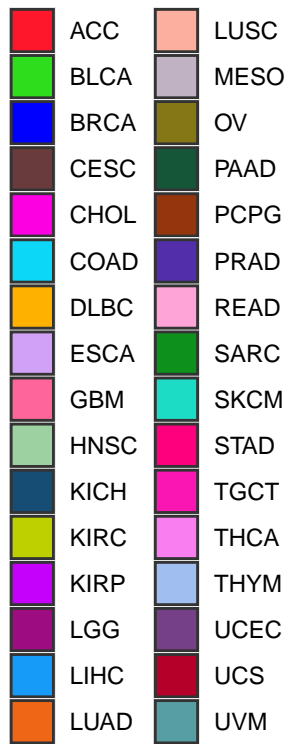 ACC
BLCA
BRCA
CESC
CHOL
COAD
DLBC
ESCA
GBM
HNSC
KICH
KIRC
KIRP
LGG
LIHC
LUAD
LUSC
MESO
OV
PAAD
PCPG
PRAD
READ
SARC
SKCM
STAD
TGCT
THCA
THYM
UCEC
UCS
UVM